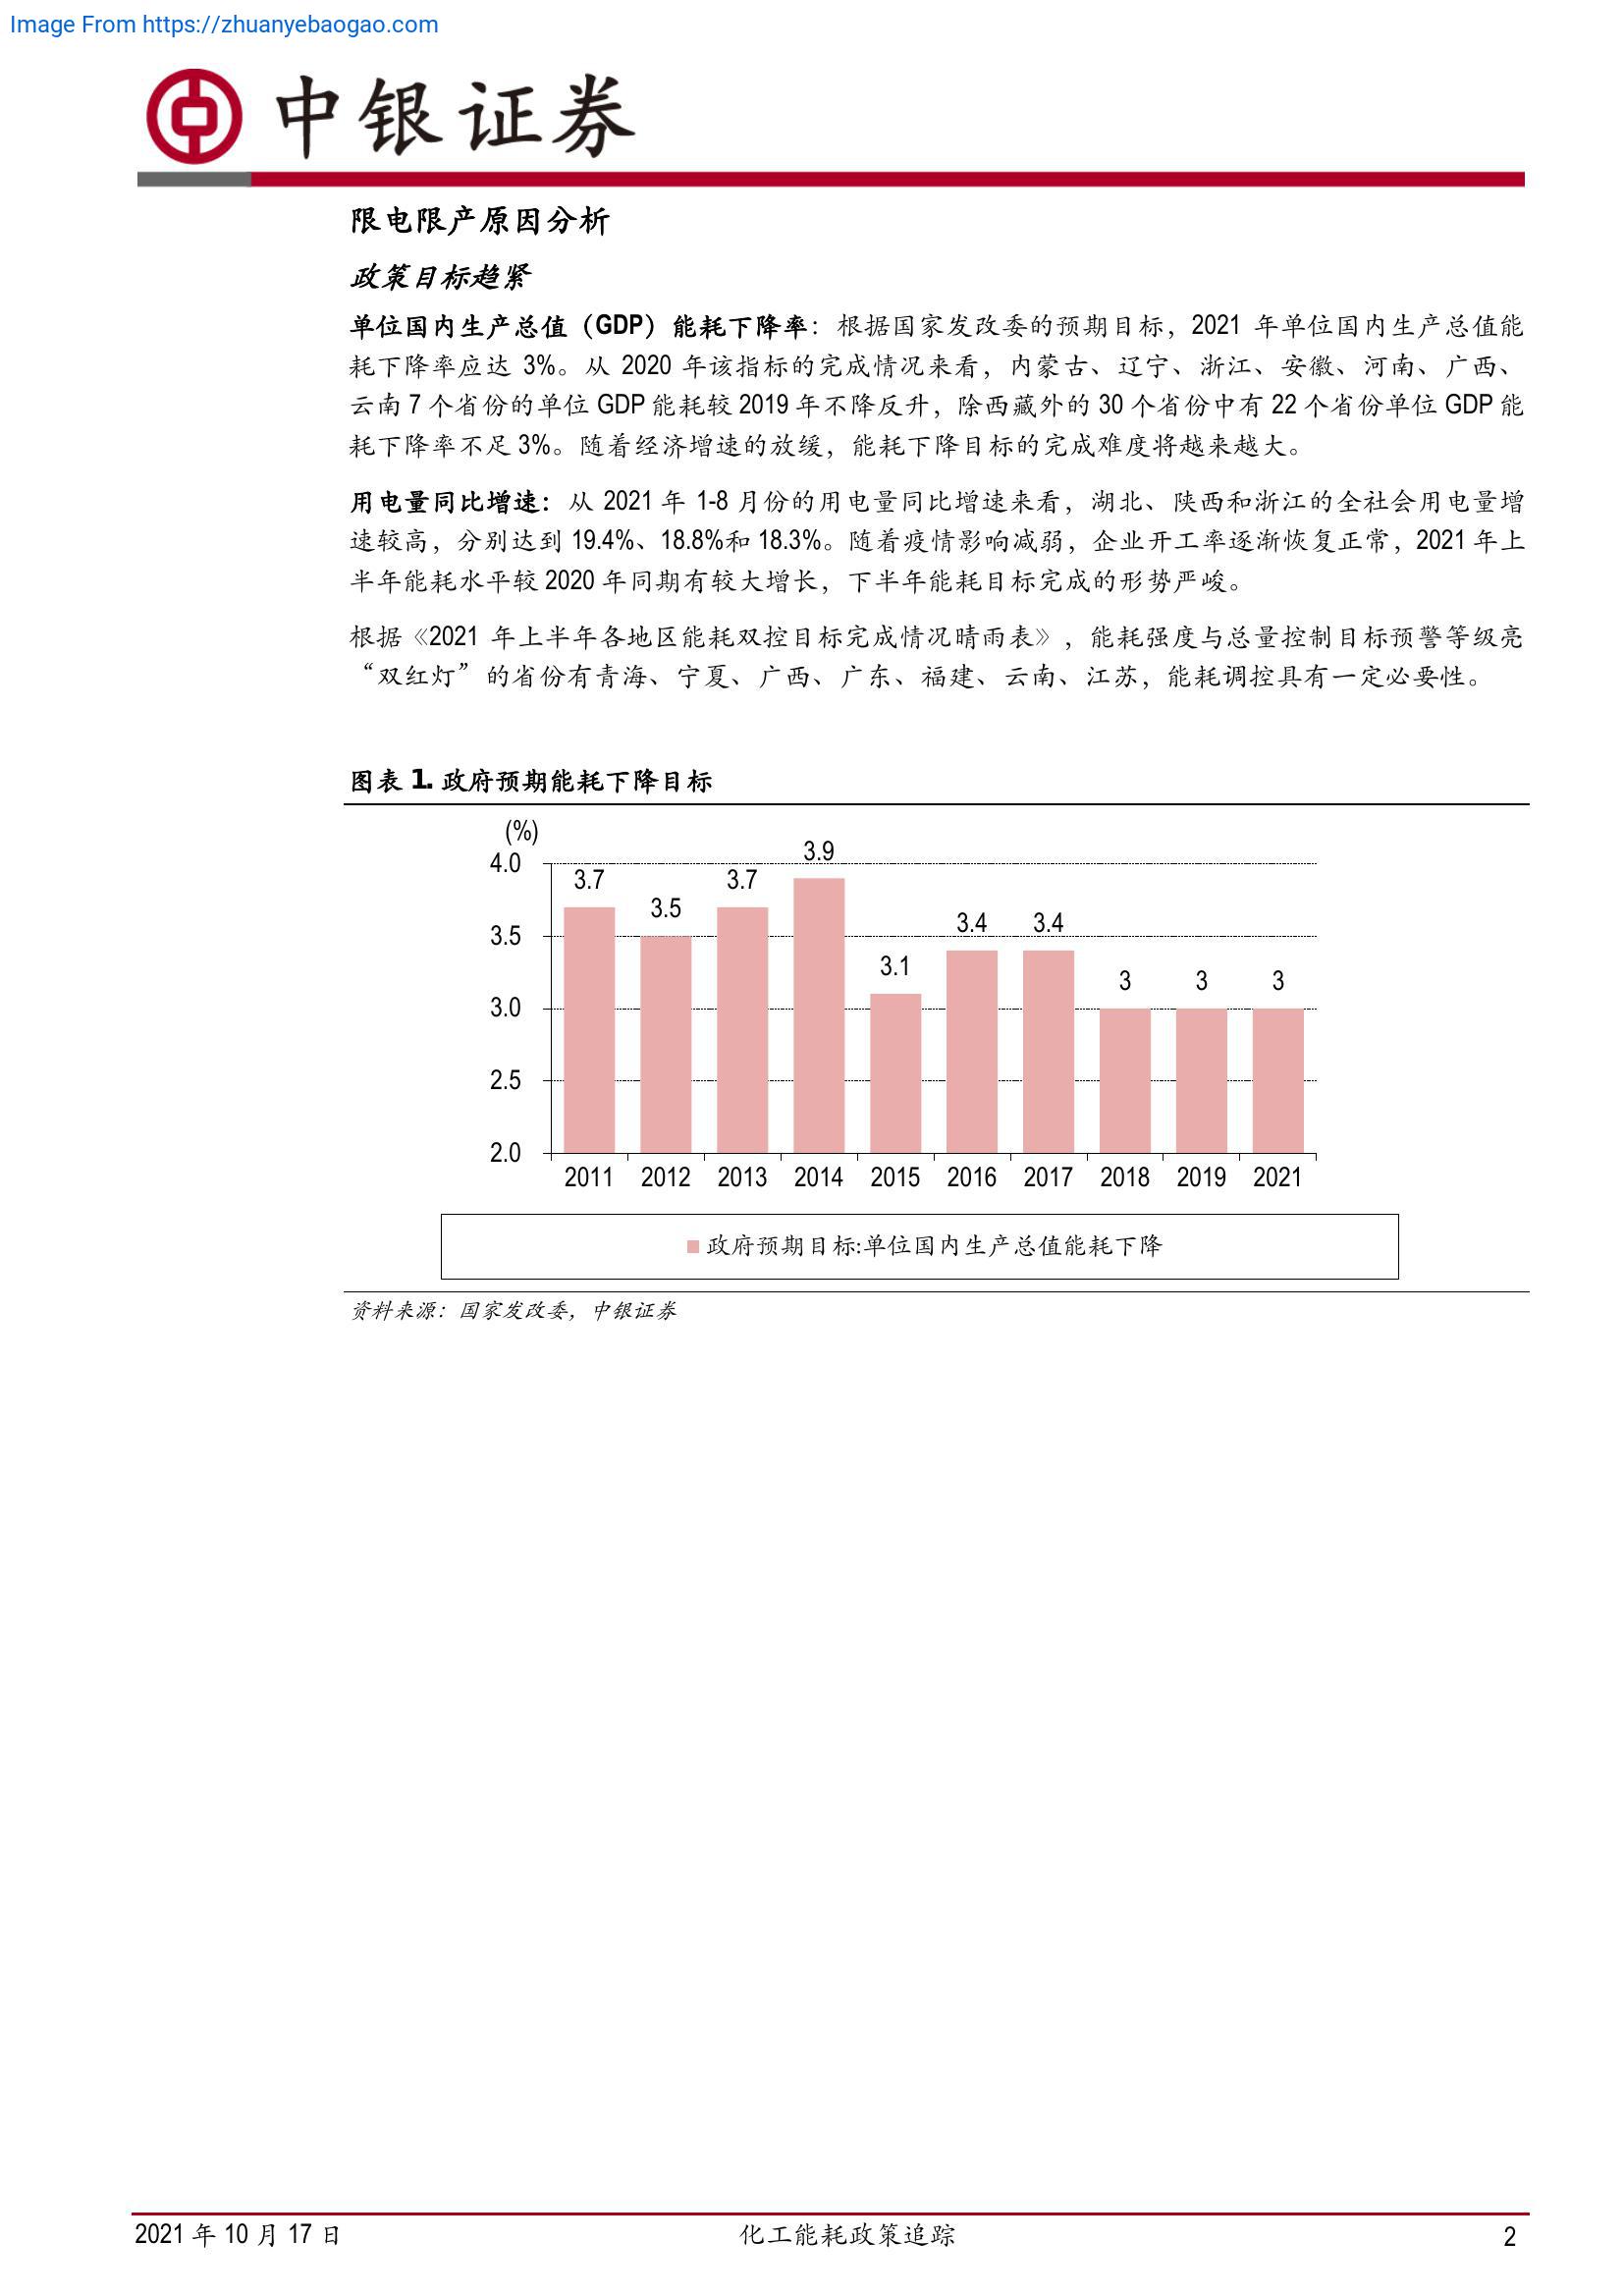 Image From https://zhuanyebaogao.com
中银证券
限电限产原因分析
政策目标趋紧
单位国内生产总值（GDP）能耗下降率：根据国家发改委的预期目标，2021 年单位国内生产总值能
耗下降率应达 3%。从 2020 年该指标的完成情况来看，内蒙古、辽宁、浙江、安徽、河南、广西、
云南 7 个省份的单位 GDP 能耗较 2019 年不降反升，除西藏外的 30 个省份中有 22 个省份单位 GDP 能
耗下降率不足 3%。随着经济增速的放缓，能耗下降目标的完成难度将越来越大。
用电量同比增速：从 2021 年 1-8 月份的用电量同比增速来看，湖北、陕西和浙江的全社会用电量增
速较高，分别达到 19.4%、18.8%和 18.3%。随着疫情影响减弱，企业开工率逐渐恢复正常，2021 年上
半年能耗水平较 2020 年同期有较大增长，下半年能耗目标完成的形势严峻。
根据《2021 年上半年各地区能耗双控目标完成情况晴雨表》，能耗强度与总量控制目标预警等级亮
“双红灯”的省份有青海、宁夏、广西、广东、福建、云南、江苏，能耗调控具有一定必要性。
图表 1. 政府预期能耗下降目标
(%)
4.0
3.5
3.0
2.5
2.0
3.7
3.5
3.7
3.9
3.1
3.4
3.4
3
3
3
2011 2012 2013 2014 2015 2016 2017 2018 2019 2021
政府预期目标:单位国内生产总值能耗下降
资料来源：国家发改委，中银证券
2021 年 10 月 17 日 化工能耗政策追踪 2